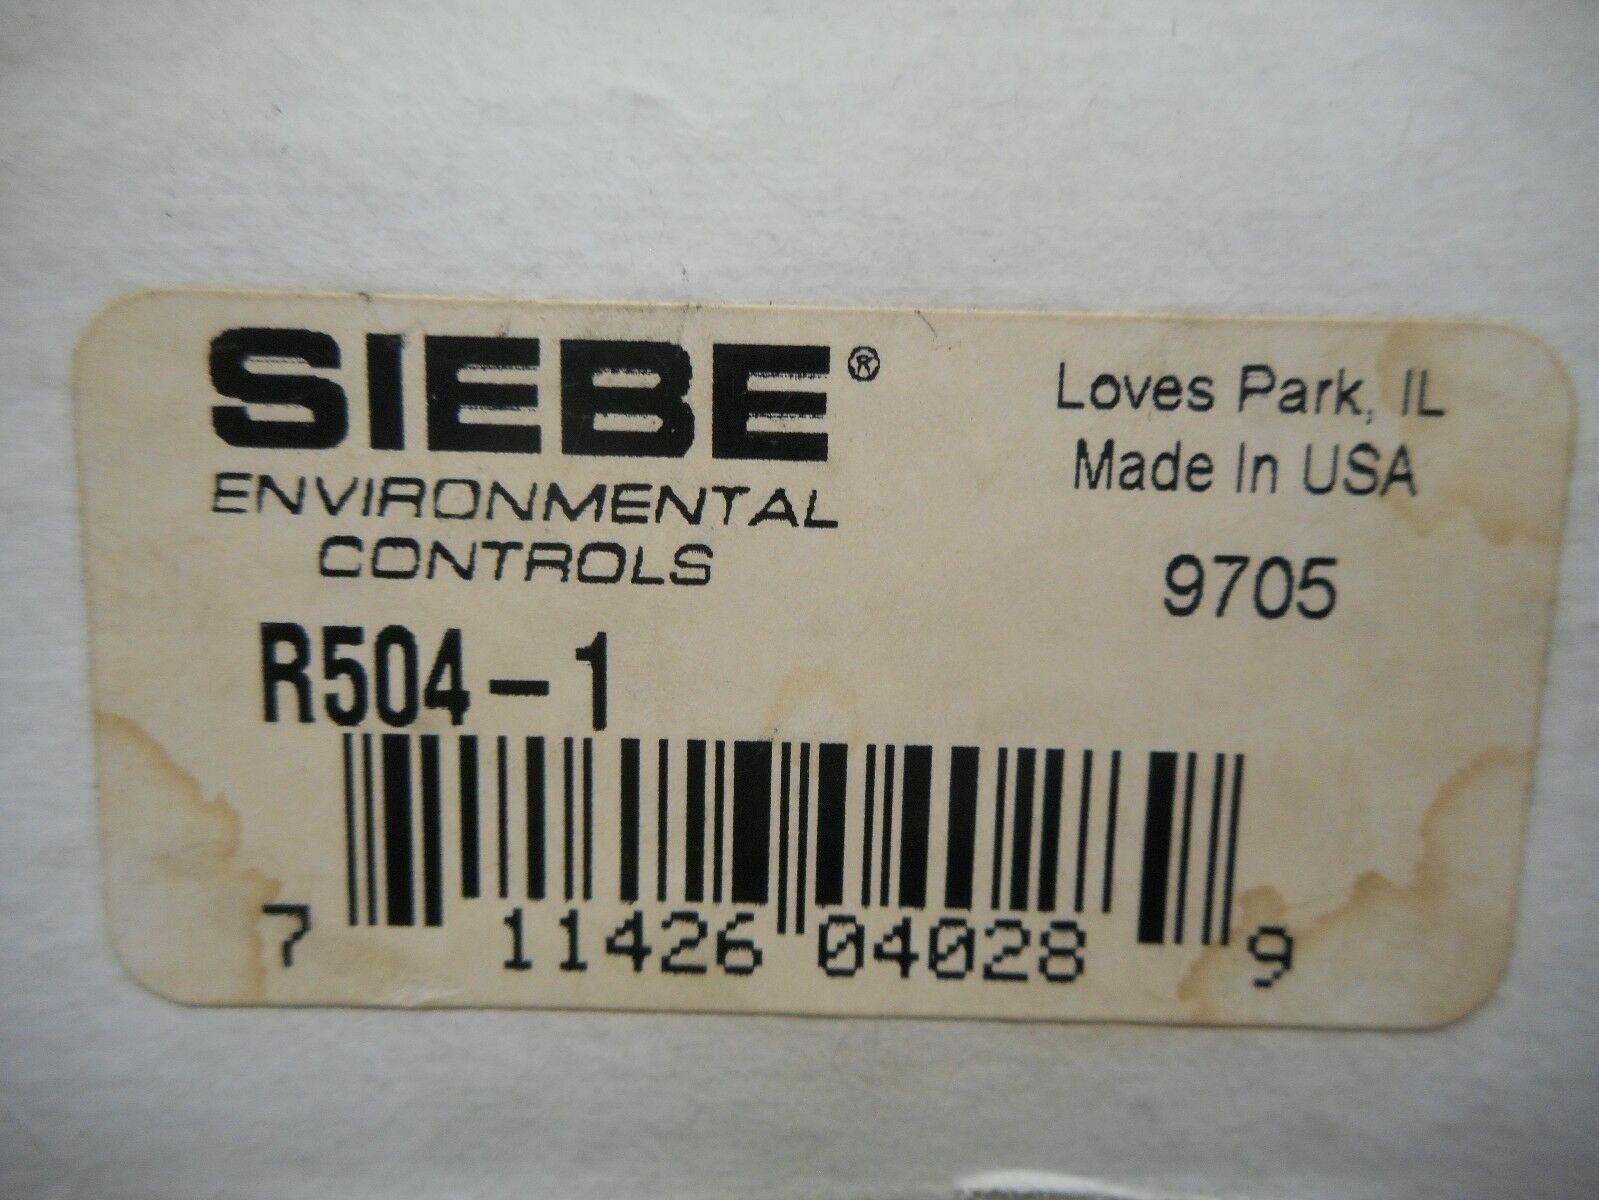 SIEBE®
ENVIRONMENTAL
CONTROLS
Loves Park, IL
Made In USA
9705
R504-1
7 11426 04028 9